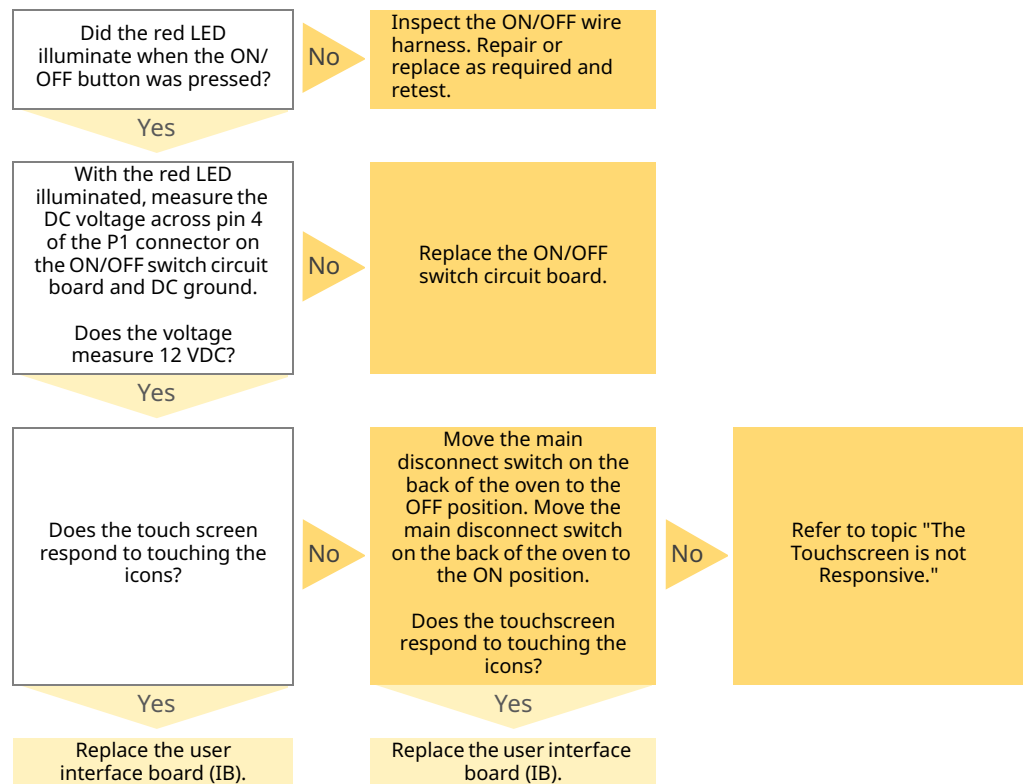 Did the red LED
illuminate when the ON/
OFF button was pressed?
No
Inspect the ON/OFF wire
harness. Repair or
replace as required and
retest.
Yes
With the red LED
illuminated, measure the
DC voltage across pin 4
of the P1 connector on
the ON/OFF switch circuit
board and DC ground.
Does the voltage
measure 12 VDC?
No
Replace the ON/OFF
switch circuit board.
Yes
Does the touch screen
respond to touching the
icons?
No
Move the main
disconnect switch on the
back of the oven to the
OFF position. Move the
main disconnect switch
on the back of the oven to
the ON position.
Does the touchscreen
respond to touching the
icons?
No
Refer to topic "The
Touchscreen is not
Responsive."
Yes
Replace the user
interface board (IB).
Yes
Replace the user interface
board (IB).